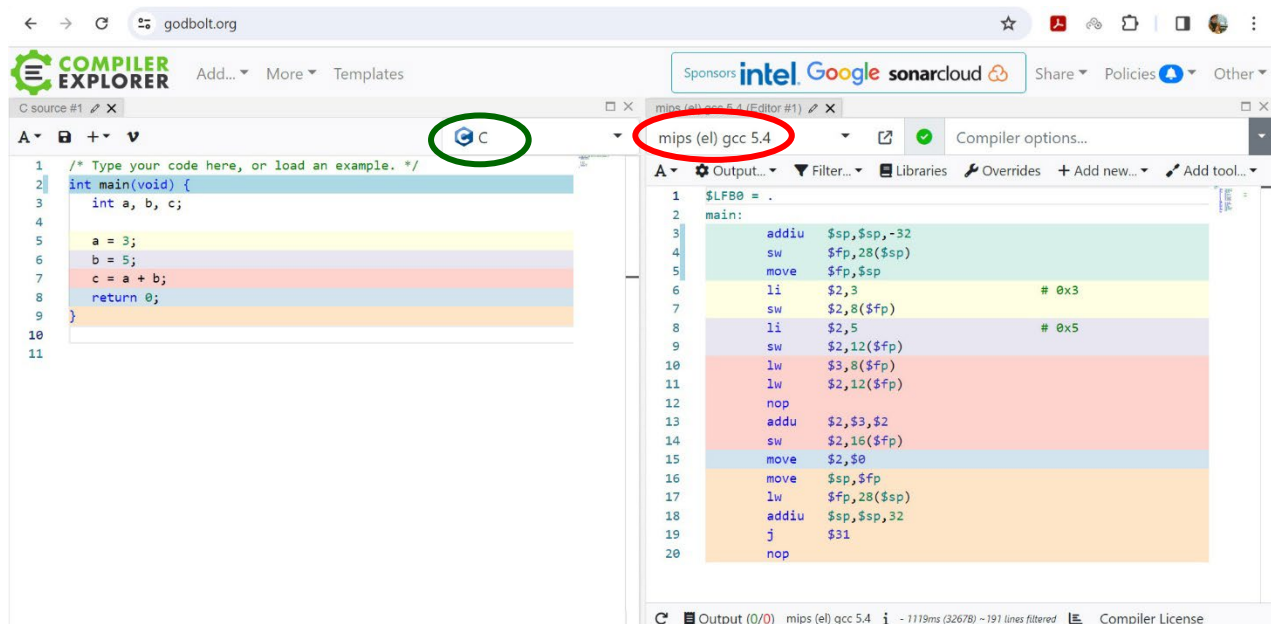 godbolt.org
COMPILER
EXPLORER
Add... More Templates
Sponsors intel. Google sonarcloud Share Policies Other
C source #1
mips (el) gcc 5.4 (Editor #1)
A + v
C
mips (el) gcc 5.4
Compiler options...
A Output... Filter... Libraries Overrides + Add new... Add tool...
1 /* Type your code here, or load an example. */
2 int main(void) {
3 int a, b, c;
4
5 a = 3;
6 b = 5;
7 c = a + b;
8 return 0;
9 }
10
11
1 $LFB0 = .
2 main:
3 addiu $sp,$sp,-32
4 sw $fp,28($sp)
5 move $fp,$sp
6 li $2,3 # 0x3
7 sw $2,8($fp)
8 li $2,5 # 0x5
9 sw $2,12($fp)
10 lw $3,8($fp)
11 lw $2,12($fp)
12 nop
13 addu $2,$3,$2
14 sw $2,16($fp)
15 move $2,$0
16 move $sp,$fp
17 lw $fp,28($sp)
18 addiu $sp,$sp,32
19 j $31
20 nop
Output (0/0) mips (el) gcc 5.4 i - 1119ms (3267B) ~191 lines filtered Compiler License